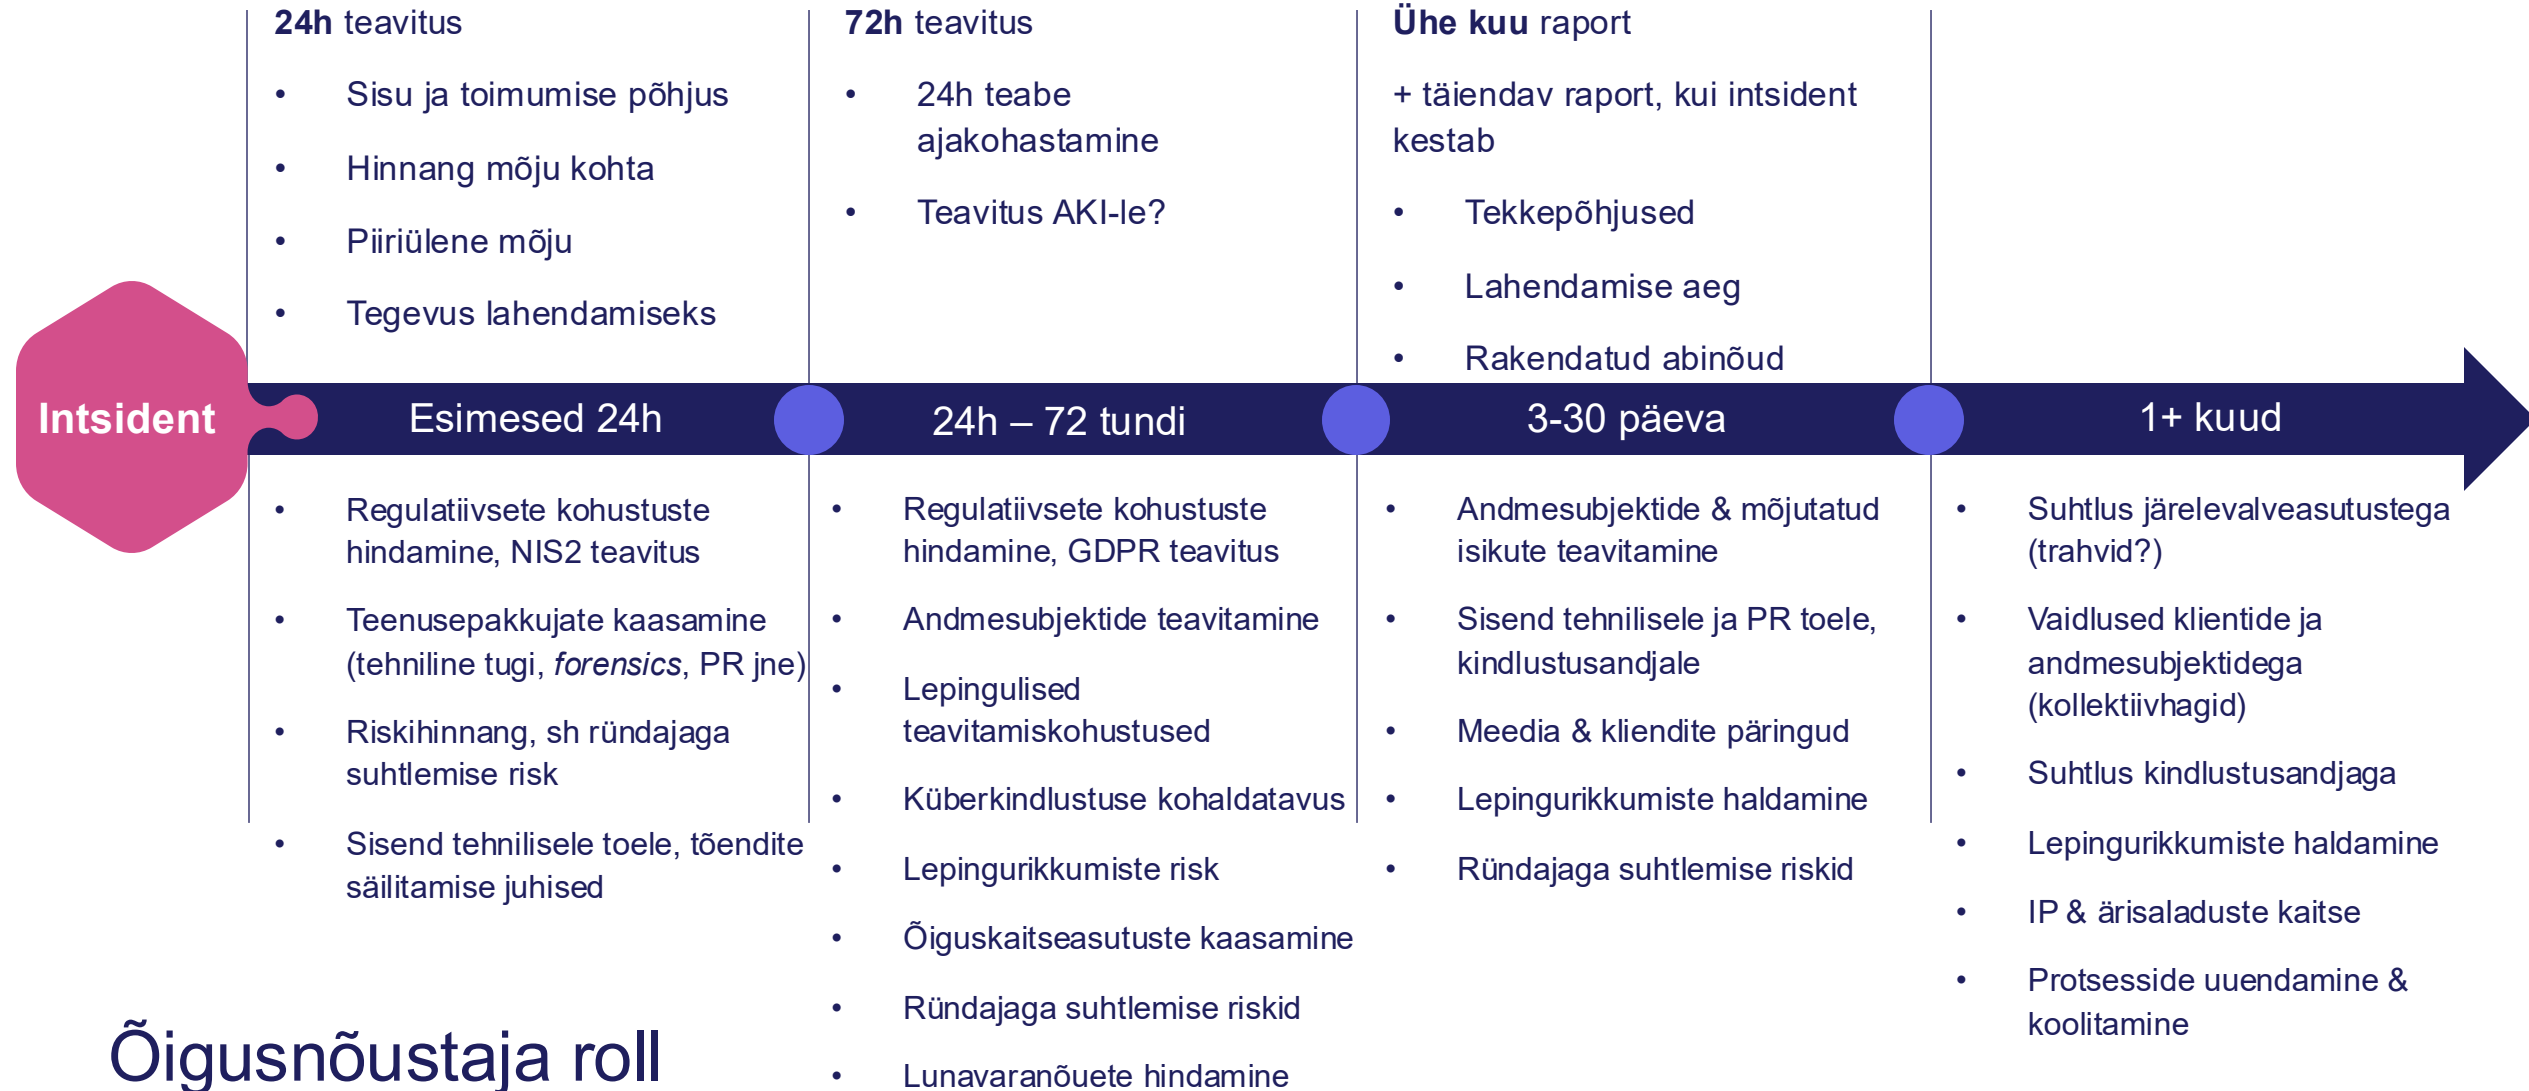 24h teavitus
• Sisu ja toimumise põhjus
• Hinnang mõju kohta
• Piiriülene mõju
• Tegevus lahendamiseks
72h teavitus
• 24h teabe
ajakohastamine
• Teavitus AKI-le?
Ühe kuu raport
+ täiendav raport, kui intsident
kestab
• Tekkepõhjused
• Lahendamise aeg
• Rakendatud abinõud
Intsident
Esimesed 24h
24h – 72 tundi
3-30 päeva
1+ kuud
• Regulatiivsete kohustuste
hindamine, NIS2 teavitus
• Teenusepakkujate kaasamine
(tehniline tugi, forensics, PR jne)
• Riskihinnang, sh ründajaga
suhtlemise risk
• Sisend tehnilisele toele, tõendite
säilitamise juhised
• Regulatiivsete kohustuste
hindamine, GDPR teavitus
• Andmesubjektide teavitamine
• Lepingulised
teavitamiskohustused
• Küberkindlustuse kohaldatavus
• Lepingurikkumiste risk
• Õiguskaitseasutuste kaasamine
• Ründajaga suhtlemise riskid
• Lunavaranõuete hindamine
• Andmesubjektide & mõjutatud
isikute teavitamine
• Sisend tehnilisele ja PR toele,
kindlustusandjale
• Meedia & kliendite päringud
• Lepingurikkumiste haldamine
• Ründajaga suhtlemise riskid
• Suhtlus järelevalveasutustega
(trahvid?)
• Vaidlused klientide ja
andmesubjektidega
(kollektiivhagid)
• Suhtlus kindlustusandjaga
• Lepingurikkumiste haldamine
• IP & ärisaladuste kaitse
• Protsesside uuendamine &
koolitamine
Õigusnõustaja roll